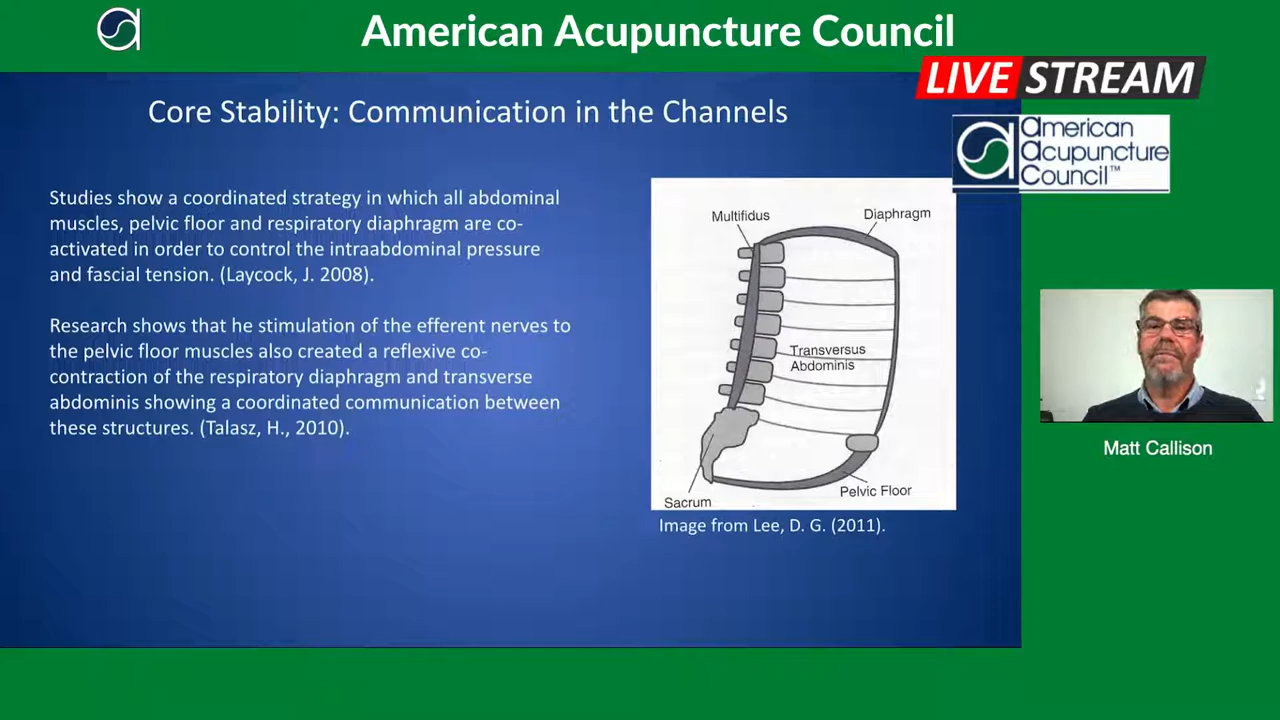 American Acupuncture Council
LIVE STREAM
american
acupuncture
council™
Core Stability: Communication in the Channels
Studies show a coordinated strategy in which all abdominal
muscles, pelvic floor and respiratory diaphragm are co-
activated in order to control the intraabdominal pressure
and fascial tension. (Laycock, J. 2008).
Research shows that he stimulation of the efferent nerves to
the pelvic floor muscles also created a reflexive co-
contraction of the respiratory diaphragm and transverse
abdominis showing a coordinated communication between
these structures. (Talasz, H., 2010).
Multifidus
Diaphragm
Transversus
Abdominis
Pelvic Floor
Sacrum
Image from Lee, D. G. (2011).
Matt Callison